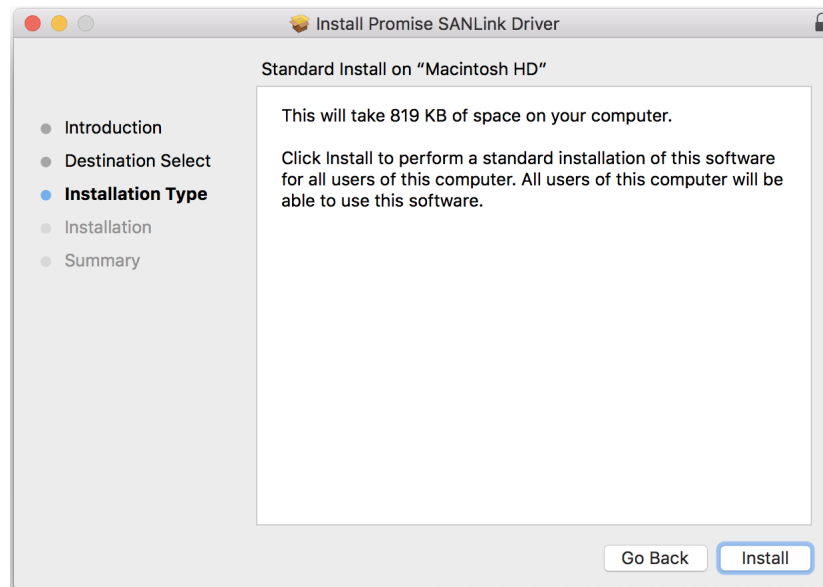 Install Promise SANLink Driver
Standard Install on “Macintosh HD”
Introduction
Destination Select
Installation Type
Installation
Summary
This will take 819 KB of space on your computer.
Click Install to perform a standard installation of this software
for all users of this computer. All users of this computer will be
able to use this software.
Go Back
Install